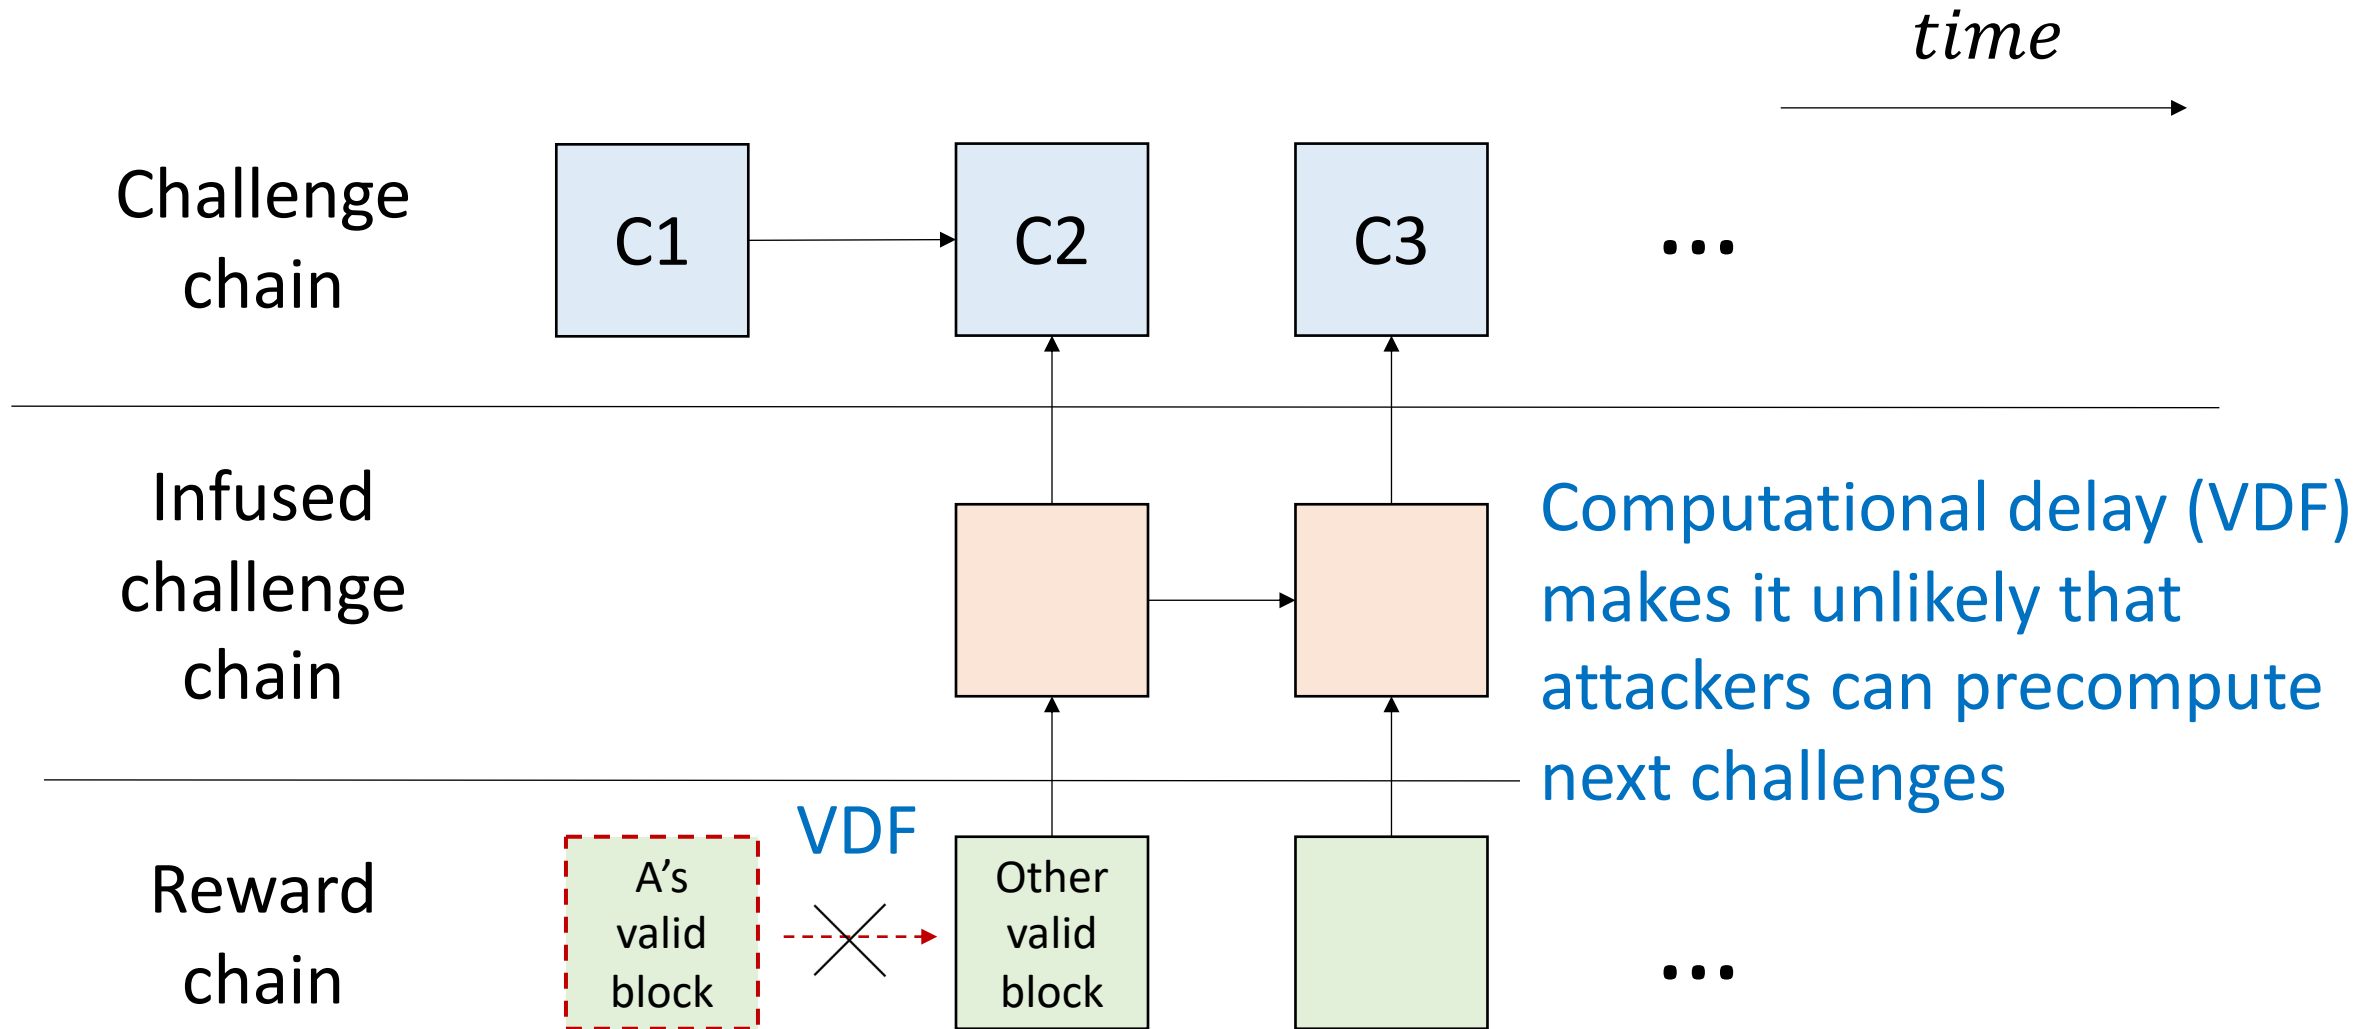 time
Challenge
chain
C1
C2
C3
...
Infused
challenge
chain
Computational delay (VDF)
makes it unlikely that
attackers can precompute
next challenges
Reward
chain
A’s
valid
block
VDF
Other
valid
block
...